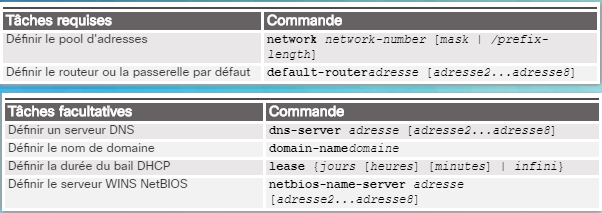 Tâches requises Commande
Définir le pool d'adresses network network-number [mask | /prefix-
length]
Définir le routeur ou la passerelle par défaut default-routeradresse [adresse2...adresse8]
Tâches facultatives Commande
Définir un serveur DNS dns-server adresse [adresse2...adresse8]
Définir le nom de domaine domain-namedomaine
Définir la durée du bail DHCP lease {jours [heures] [minutes] | infini}
Définir le serveur WINS NetBIOS netbios-name-server adresse
[adresse2...adresse8]